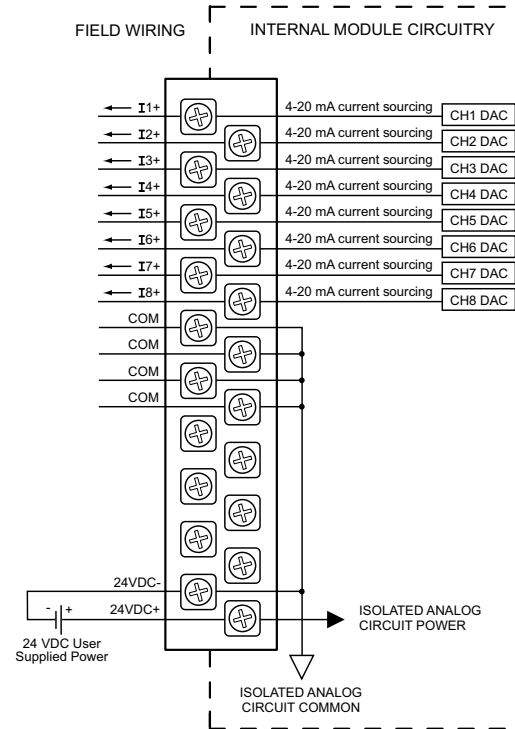 FIELD WIRING
INTERNAL MODULE CIRCUITRY
I1+ 4-20 mA current sourcing CH1 DAC
I2+ 4-20 mA current sourcing CH2 DAC
I3+ 4-20 mA current sourcing CH3 DAC
I4+ 4-20 mA current sourcing CH4 DAC
I5+ 4-20 mA current sourcing CH5 DAC
I6+ 4-20 mA current sourcing CH6 DAC
I7+ 4-20 mA current sourcing CH7 DAC
I8+ 4-20 mA current sourcing CH8 DAC
COM
COM
COM
COM
24VDC-
- + 24VDC+
24 VDC User
Supplied Power
ISOLATED ANALOG
CIRCUIT POWER
ISOLATED ANALOG
CIRCUIT COMMON